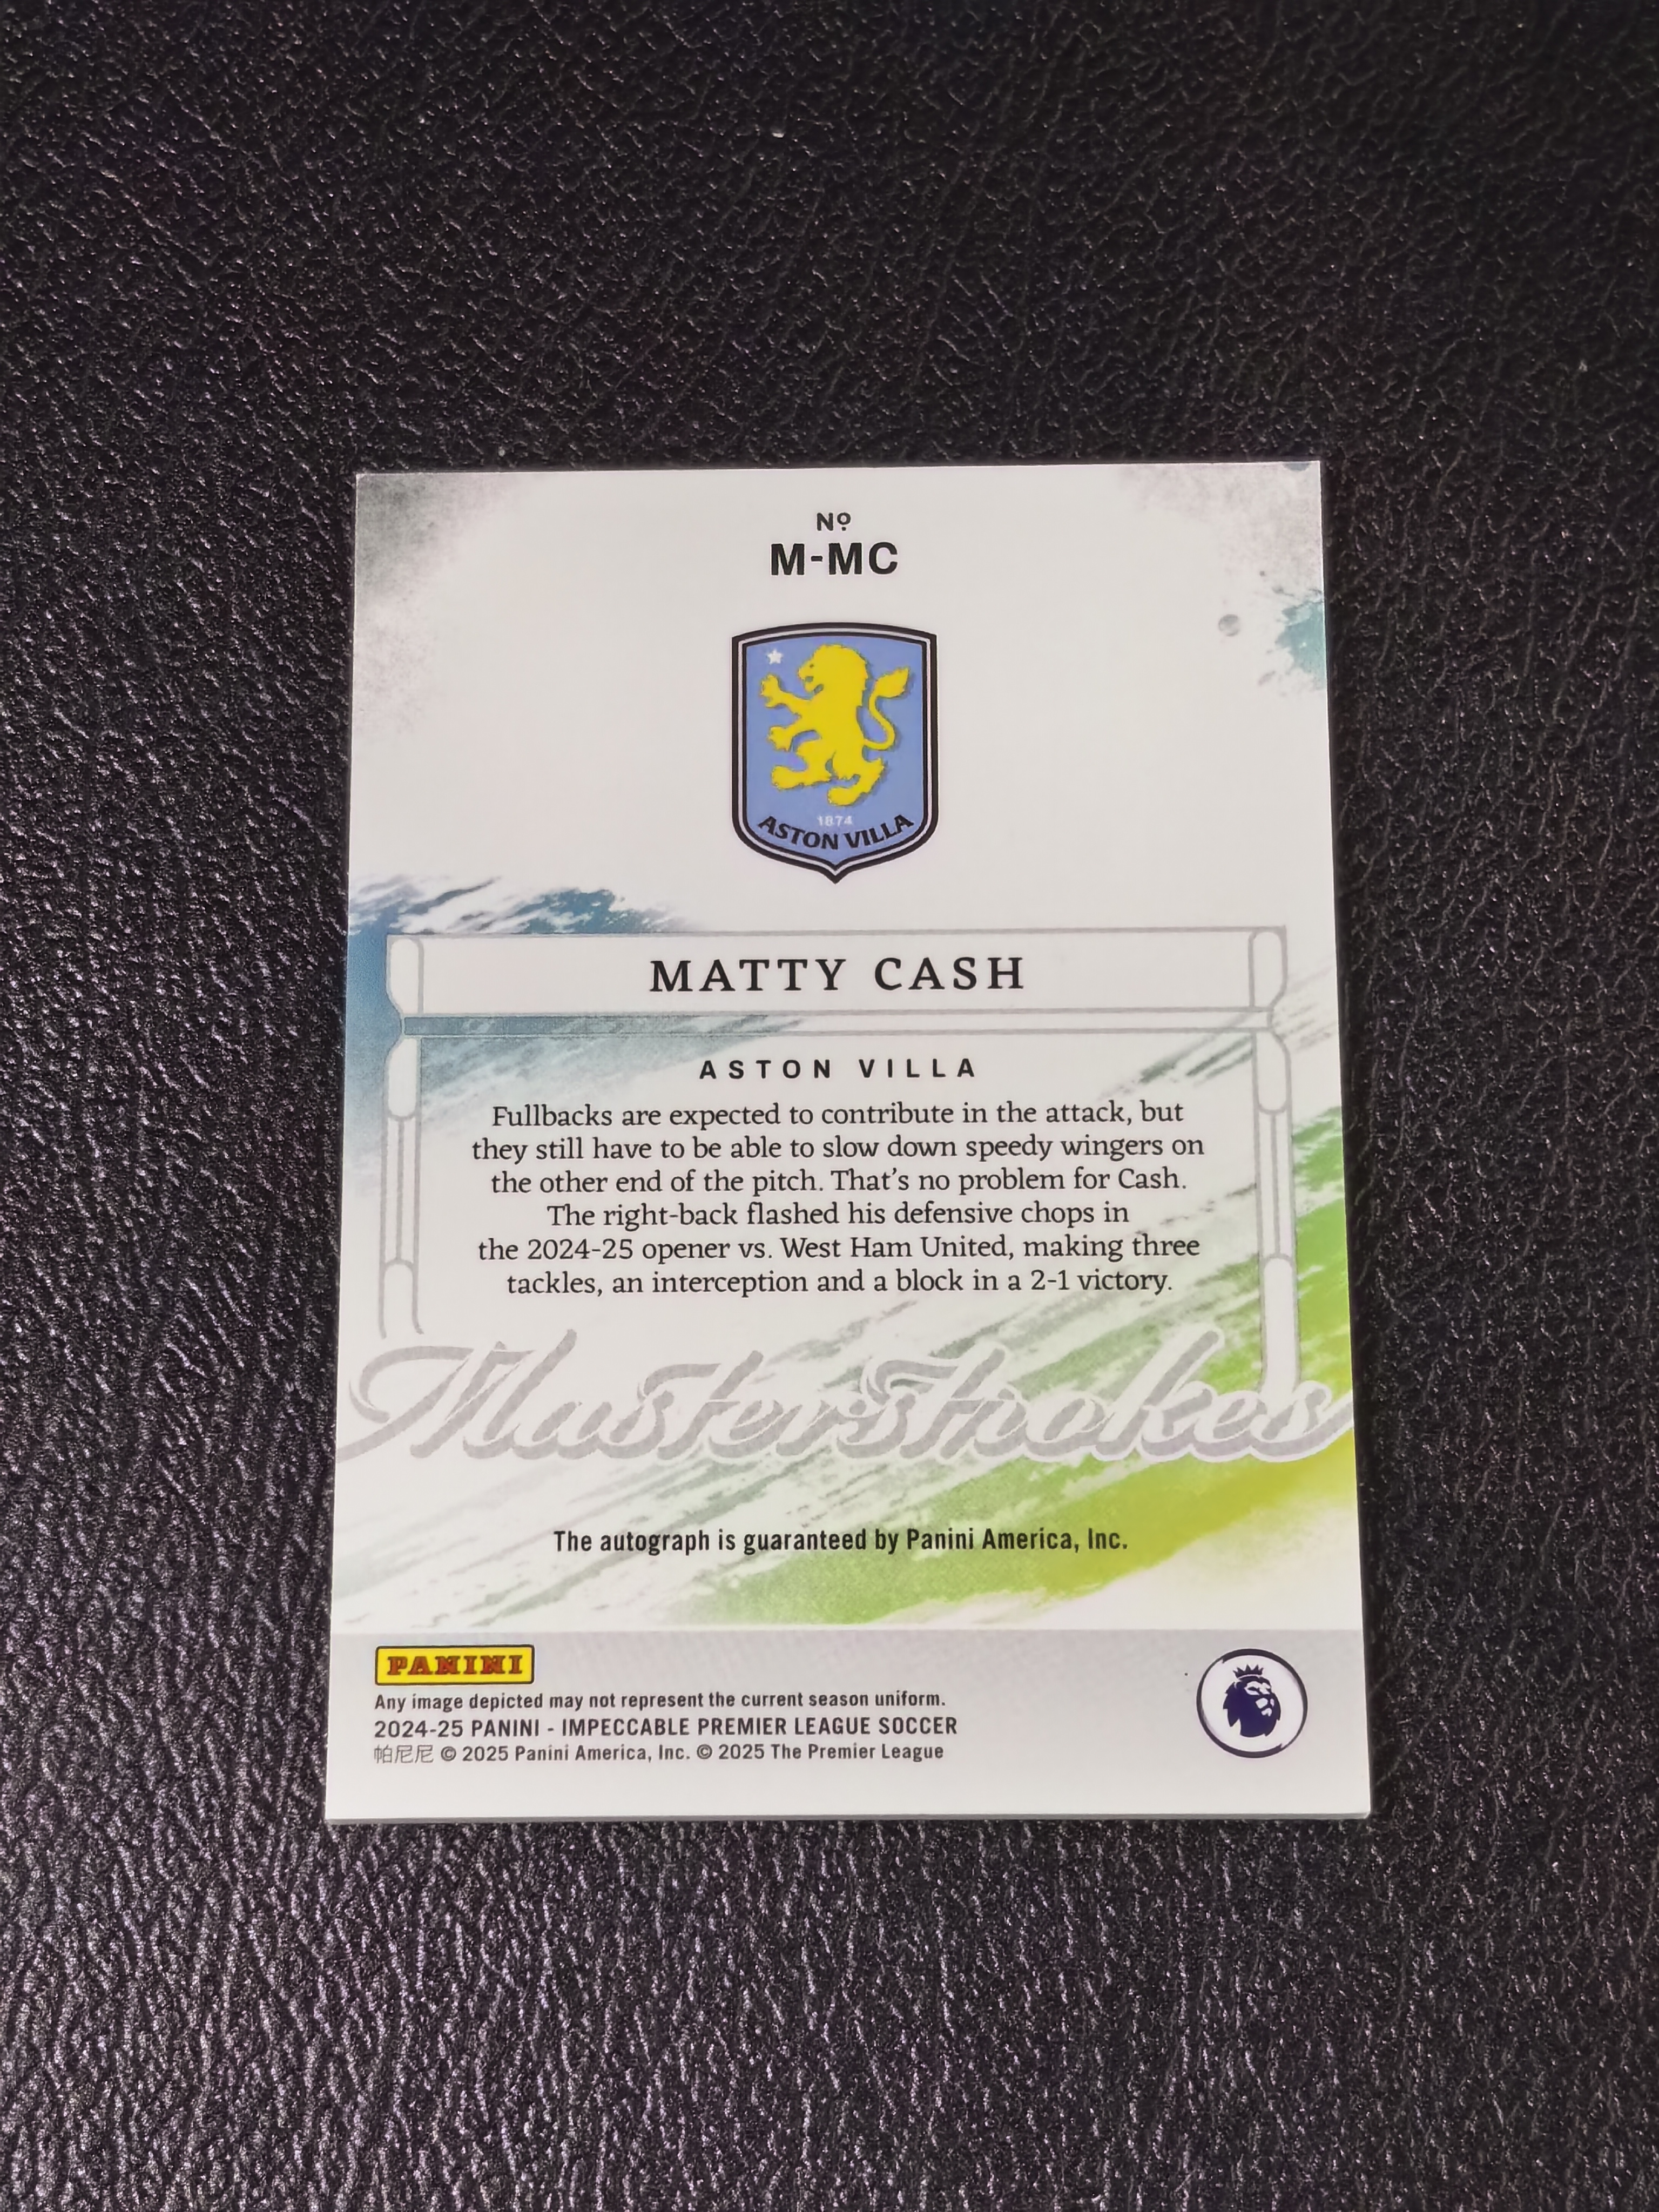 Nº
M-MC
1874
ASTON VILLA
MATTY CASH
ASTON VILLA
Fullbacks are expected to contribute in the attack, but
they still have to be able to slow down speedy wingers on
the other end of the pitch. That's no problem for Cash.
The right-back flashed his defensive chops in
the 2024-25 opener vs. West Ham United, making three
tackles, an interception and a block in a 2-1 victory.
Masterstrokes
The autograph is guaranteed by Panini America, Inc.
PANINI
Any image depicted may not represent the current season uniform.
2024-25 PANINI - IMPECCABLE PREMIER LEAGUE SOCCER
帕尼尼 © 2025 Panini America, Inc. © 2025 The Premier League